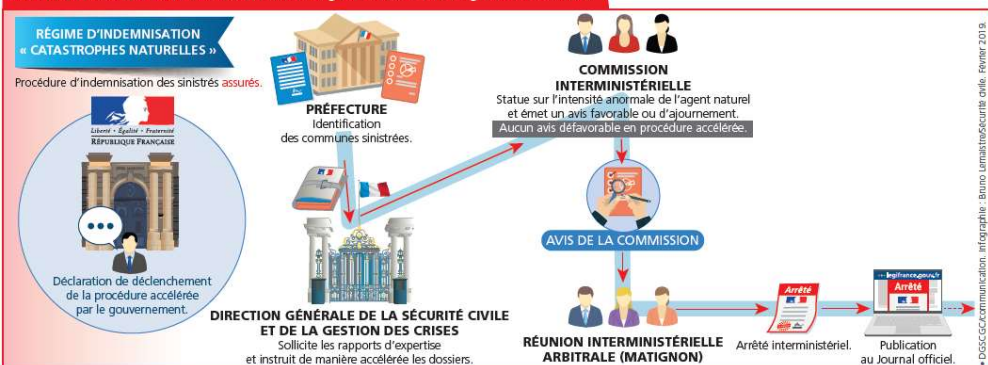 RÉGIME D'INDEMNISATION
« CATASTROPHES NATURELLES »
Procédure d'indemnisation des sinistrés assurés.
Liberté • Égalité • Fraternité
RÉPUBLIQUE FRANÇAISE
Déclaration de déclenchement
de la procédure accélérée
par le gouvernement.
PRÉFECTURE
Identification
des communes sinistrées.
DIRECTION GÉNÉRALE DE LA SÉCURITÉ CIVILE
ET DE LA GESTION DES CRISES
Sollicite les rapports d'expertise
et instruit de manière accélérée les dossiers.
COMMISSION
INTERMINISTÉRIELLE
Statue sur l'intensité anormale de l'agent naturel
et émet un avis favorable ou d'ajournement.
Aucun avis défavorable en procédure accélérée.
AVIS DE LA COMMISSION
RÉUNION INTERMINISTÉRIELLE
ARBITRALE (MATIGNON)
Arrêté
Arrêté interministériel.
legifrance.gouv.fr
Arrêté
Publication
au Journal officiel.
• DGSCGC/communication. Infographie : Bruno Lemaistre/Sécurité civile. Février 2019.